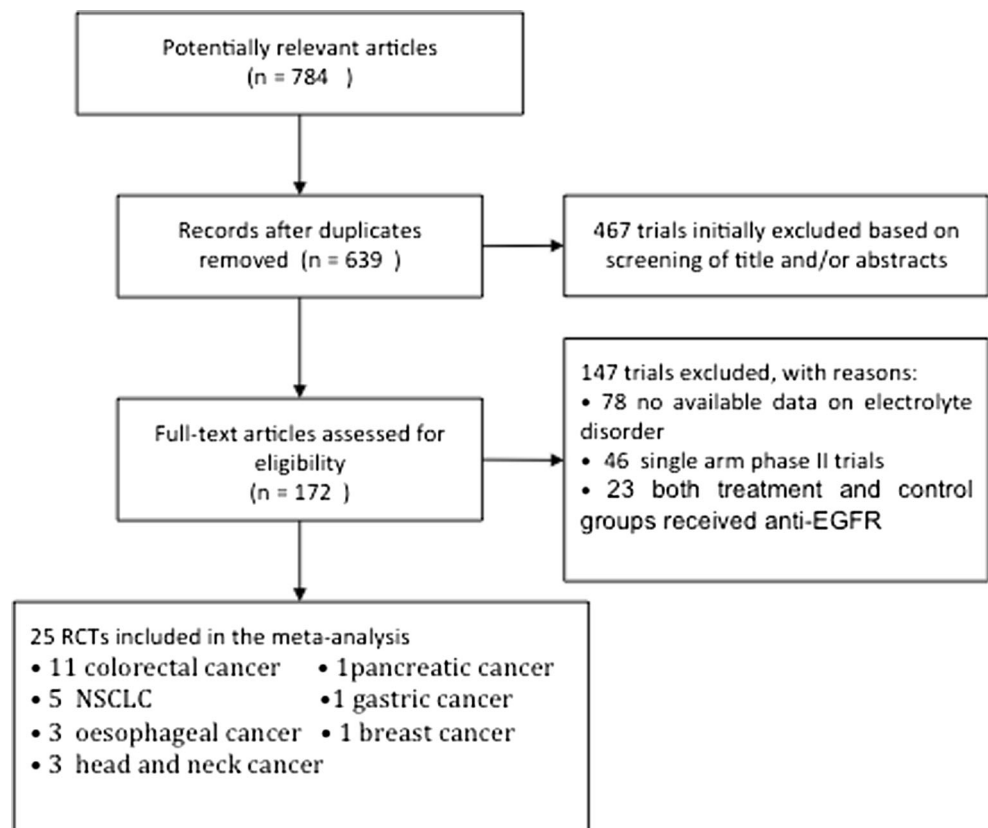 Potentially relevant articles
(n = 784 )
Records after duplicates
removed (n = 639 )
467 trials initially excluded based on
screening of title and/or abstracts
Full-text articles assessed for
eligibility
(n = 172 )
147 trials excluded, with reasons:
• 78 no available data on electrolyte
disorder
• 46 single arm phase II trials
• 23 both treatment and control
groups received anti-EGFR
25 RCTs included in the meta-analysis
• 11 colorectal cancer • 1pancreatic cancer
• 5 NSCLC •1 gastric cancer
• 3 oesophageal cancer • 1 breast cancer
• 3 head and neck cancer